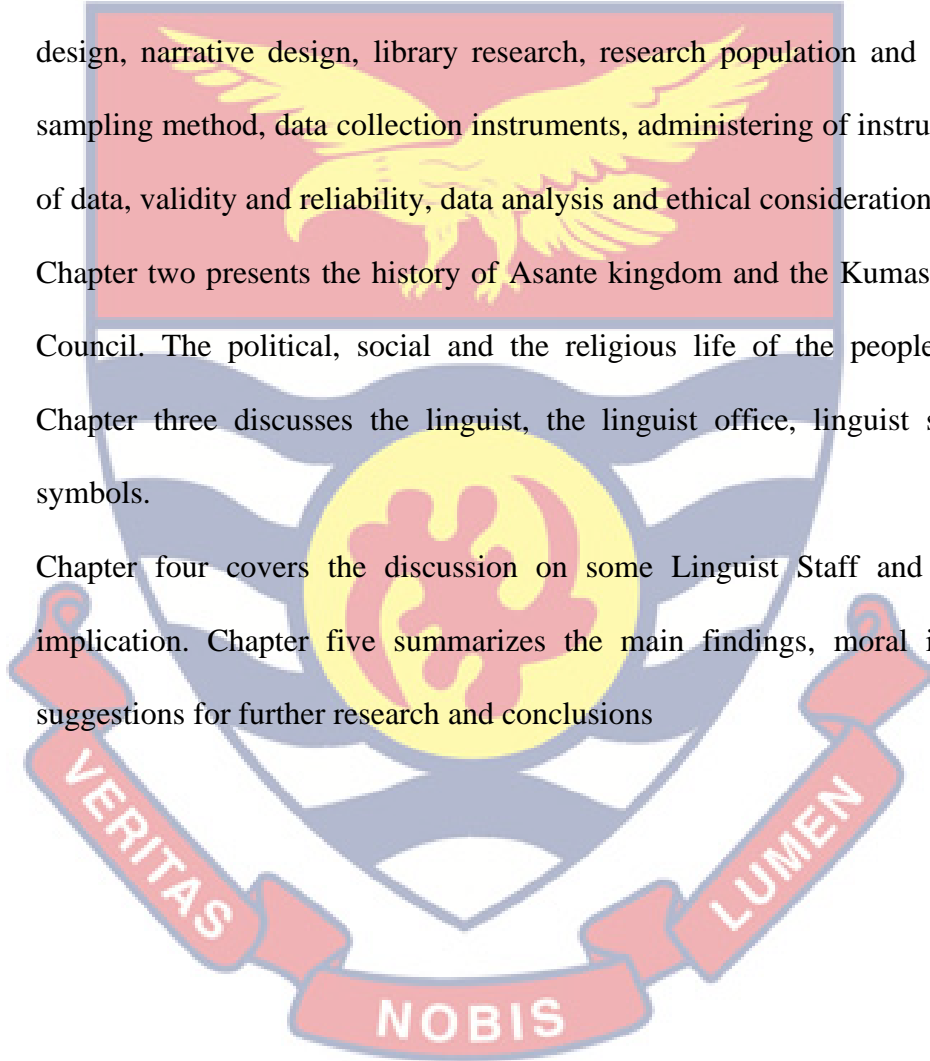 design, narrative design, library research, research population and
sampling method, data collection instruments, administering of instru
of data, validity and reliability, data analysis and ethical consideration
Chapter two presents the history of Asante kingdom and the Kumas
Council. The political, social and the religious life of the people
Chapter three discusses the linguist, the linguist office, linguist s
symbols.
Chapter four covers the discussion on some Linguist Staff and
implication. Chapter five summarizes the main findings, moral i
suggestions for further research and conclusions
VERITAS
NOBIS
LUMEN